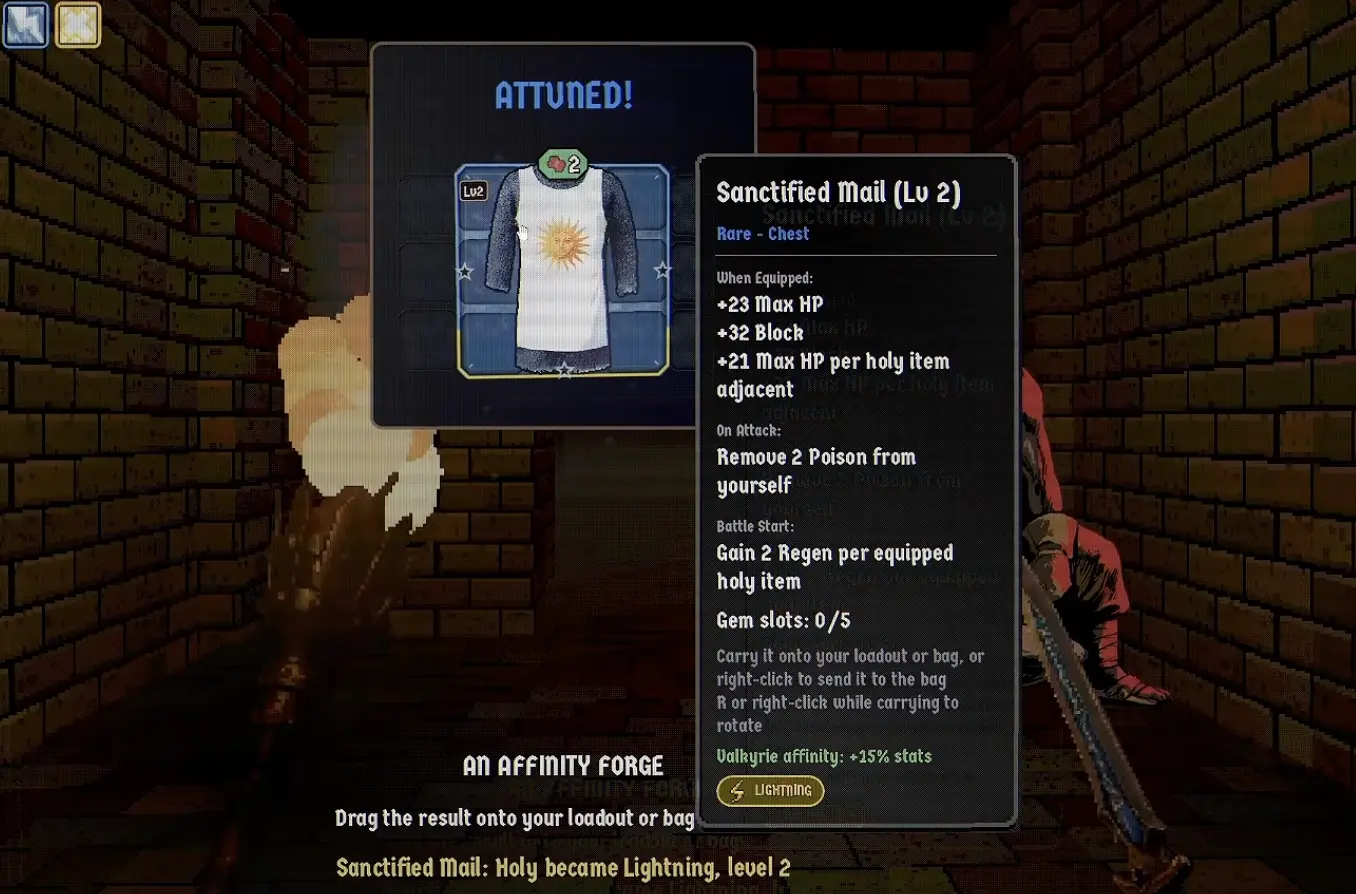 ATTUNED!
2
Lv2
Sanctified Mail (Lv 2)
Rare - Chest
When Equipped:
+23 Max HP
+32 Block
+21 Max HP per holy item
adjacent
On Attack:
Remove 2 Poison from
yourself
Battle Start:
Gain 2 Regen per equipped
holy item
Gem slots: 0/5
Carry it onto your loadout or bag, or
right-click to send it to the bag
R or right-click while carrying to
rotate
Valkyrie affinity: +15% stats
LIGHTNING
AN AFFINITY FORGE
Drag the result onto your loadout or bag
Sanctified Mail: Holy became Lightning, level 2